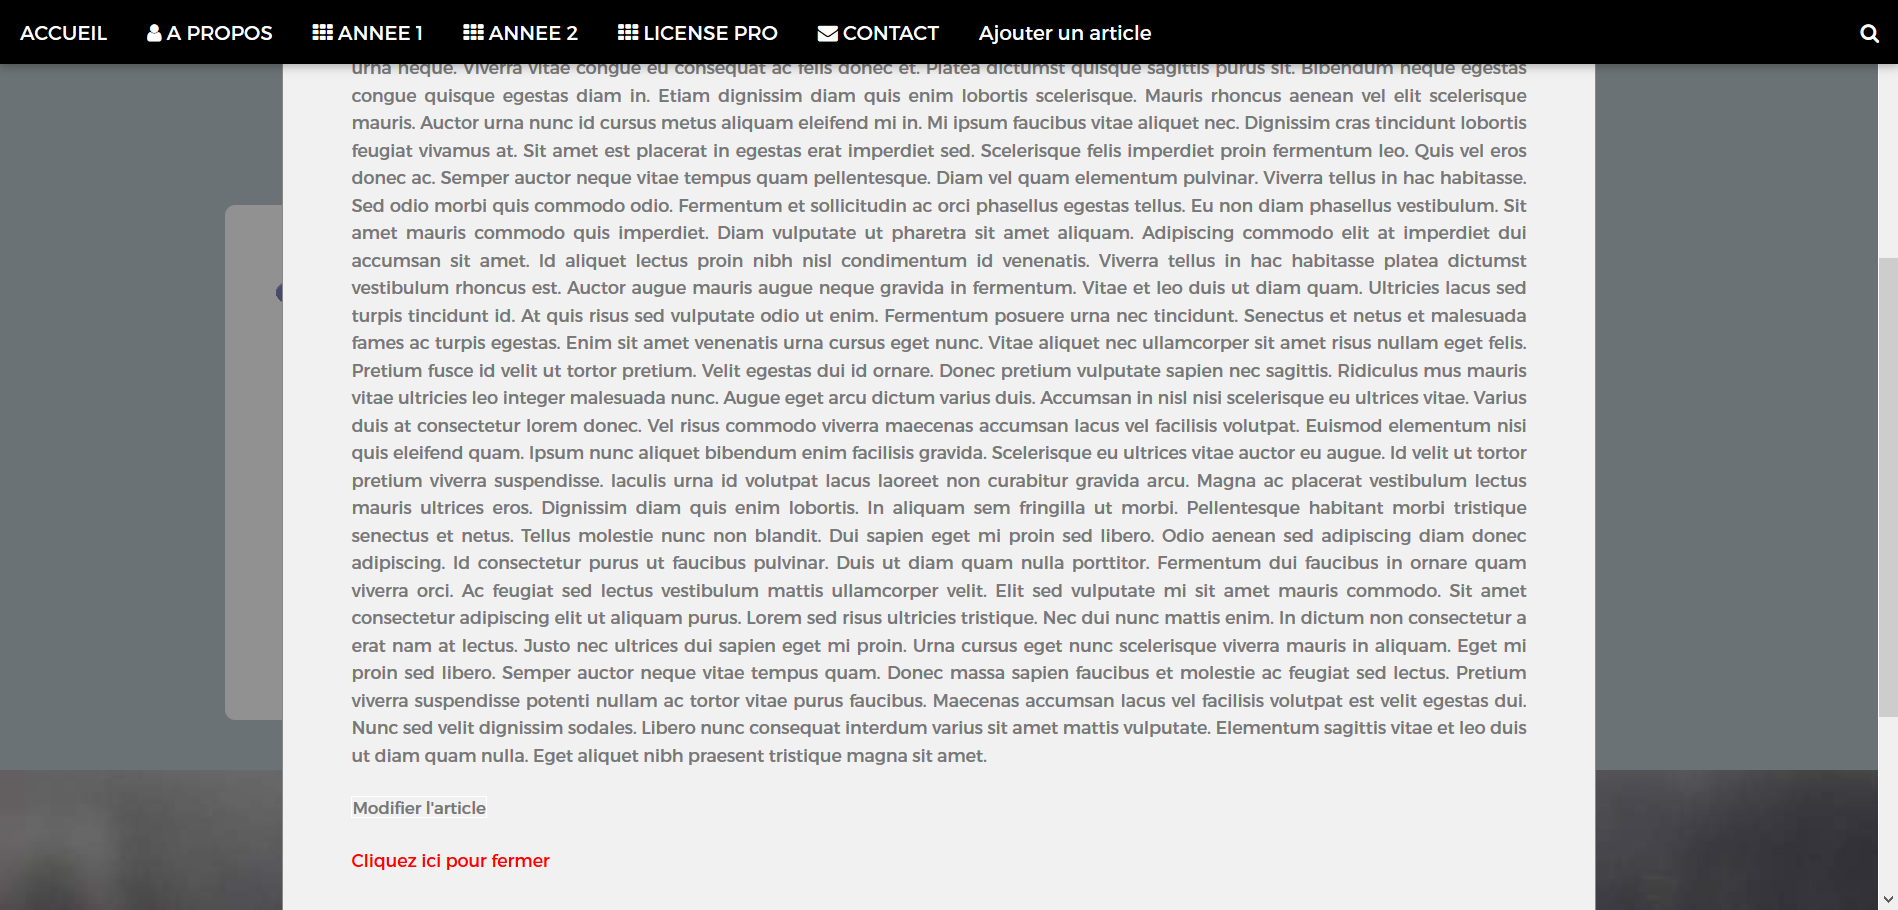 ACCUEIL A PROPOS ANNEE 1 ANNEE 2 LICENSE PRO CONTACT Ajouter un article
urna neque. Viverra vitae congue eu consequat ac felis donec et. Platea dictumst quisque sagittis purus sit. Bibendum neque egestas
congue quisque egestas diam in. Etiam dignissim diam quis enim lobortis scelerisque. Mauris rhoncus aenean vel elit scelerisque
mauris. Auctor urna nunc id cursus metus aliquam eleifend mi in. Mi ipsum faucibus vitae aliquet nec. Dignissim cras tincidunt lobortis
feugiat vivamus at. Sit amet est placerat in egestas erat imperdiet sed. Scelerisque felis imperdiet proin fermentum leo. Quis vel eros
donec ac. Semper auctor neque vitae tempus quam pellentesque. Diam vel quam elementum pulvinar. Viverra tellus in hac habitasse.
Sed odio morbi quis commodo odio. Fermentum et sollicitudin ac orci phasellus egestas tellus. Eu non diam phasellus vestibulum. Sit
amet mauris commodo quis imperdiet. Diam vulputate ut pharetra sit amet aliquam. Adipiscing commodo elit at imperdiet dui
accumsan sit amet. Id aliquet lectus proin nibh nisl condimentum id venenatis. Viverra tellus in hac habitasse platea dictumst
vestibulum rhoncus est. Auctor augue mauris augue neque gravida in fermentum. Vitae et leo duis ut diam quam. Ultricies lacus sed
turpis tincidunt id. At quis risus sed vulputate odio ut enim. Fermentum posuere urna nec tincidunt. Senectus et netus et malesuada
fames ac turpis egestas. Enim sit amet venenatis urna cursus eget nunc. Vitae aliquet nec ullamcorper sit amet risus nullam eget felis.
Pretium fusce id velit ut tortor pretium. Velit egestas dui id ornare. Donec pretium vulputate sapien nec sagittis. Ridiculus mus mauris
vitae ultricies leo integer malesuada nunc. Augue eget arcu dictum varius duis. Accumsan in nisl nisi scelerisque eu ultrices vitae. Varius
duis at consectetur lorem donec. Vel risus commodo viverra maecenas accumsan lacus vel facilisis volutpat. Euismod elementum nisi
quis eleifend quam. Ipsum nunc aliquet bibendum enim facilisis gravida. Scelerisque eu ultrices vitae auctor eu augue. Id velit ut tortor
pretium viverra suspendisse. Iaculis urna id volutpat lacus laoreet non curabitur gravida arcu. Magna ac placerat vestibulum lectus
mauris ultrices eros. Dignissim diam quis enim lobortis. In aliquam sem fringilla ut morbi. Pellentesque habitant morbi tristique
senectus et netus. Tellus molestie nunc non blandit. Dui sapien eget mi proin sed libero. Odio aenean sed adipiscing diam donec
adipiscing. Id consectetur purus ut faucibus pulvinar. Duis ut diam quam nulla porttitor. Fermentum dui faucibus in ornare quam
viverra orci. Ac feugiat sed lectus vestibulum mattis ullamcorper velit. Elit sed vulputate mi sit amet mauris commodo. Sit amet
consectetur adipiscing elit ut aliquam purus. Lorem sed risus ultricies tristique. Nec dui nunc mattis enim. In dictum non consectetur a
erat nam at lectus. Justo nec ultrices dui sapien eget mi proin. Urna cursus eget nunc scelerisque viverra mauris in aliquam. Eget mi
proin sed libero. Semper auctor neque vitae tempus quam. Donec massa sapien faucibus et molestie ac feugiat sed lectus. Pretium
viverra suspendisse potenti nullam ac tortor vitae purus faucibus. Maecenas accumsan lacus vel facilisis volutpat est velit egestas dui.
Nunc sed velit dignissim sodales. Libero nunc consequat interdum varius sit amet mattis vulputate. Elementum sagittis vitae et leo duis
ut diam quam nulla. Eget aliquet nibh praesent tristique magna sit amet.
Modifier l'article
Cliquez ici pour fermer